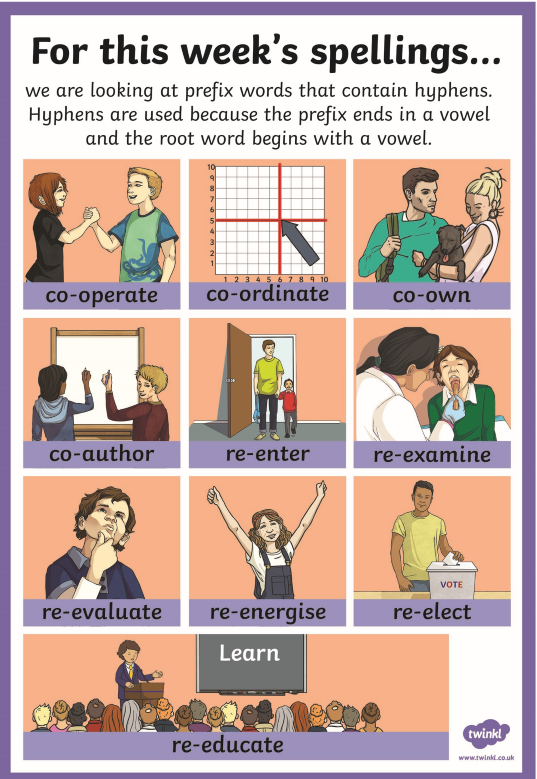 For this week's spellings...
we are looking at prefix words that contain hyphens.
Hyphens are used because the prefix ends in a vowel
and the root word begins with a vowel.
10
9
8
7
6
5
4
3
2
1
1 2 3 4 5 6 7 8 9 10
co-operate
co-ordinate
co-own
co-author
re-enter
re-examine
VOTE
re-evaluate
re-energise
re-elect
Learn
re-educate
twinkl
www.twinkl.co.uk